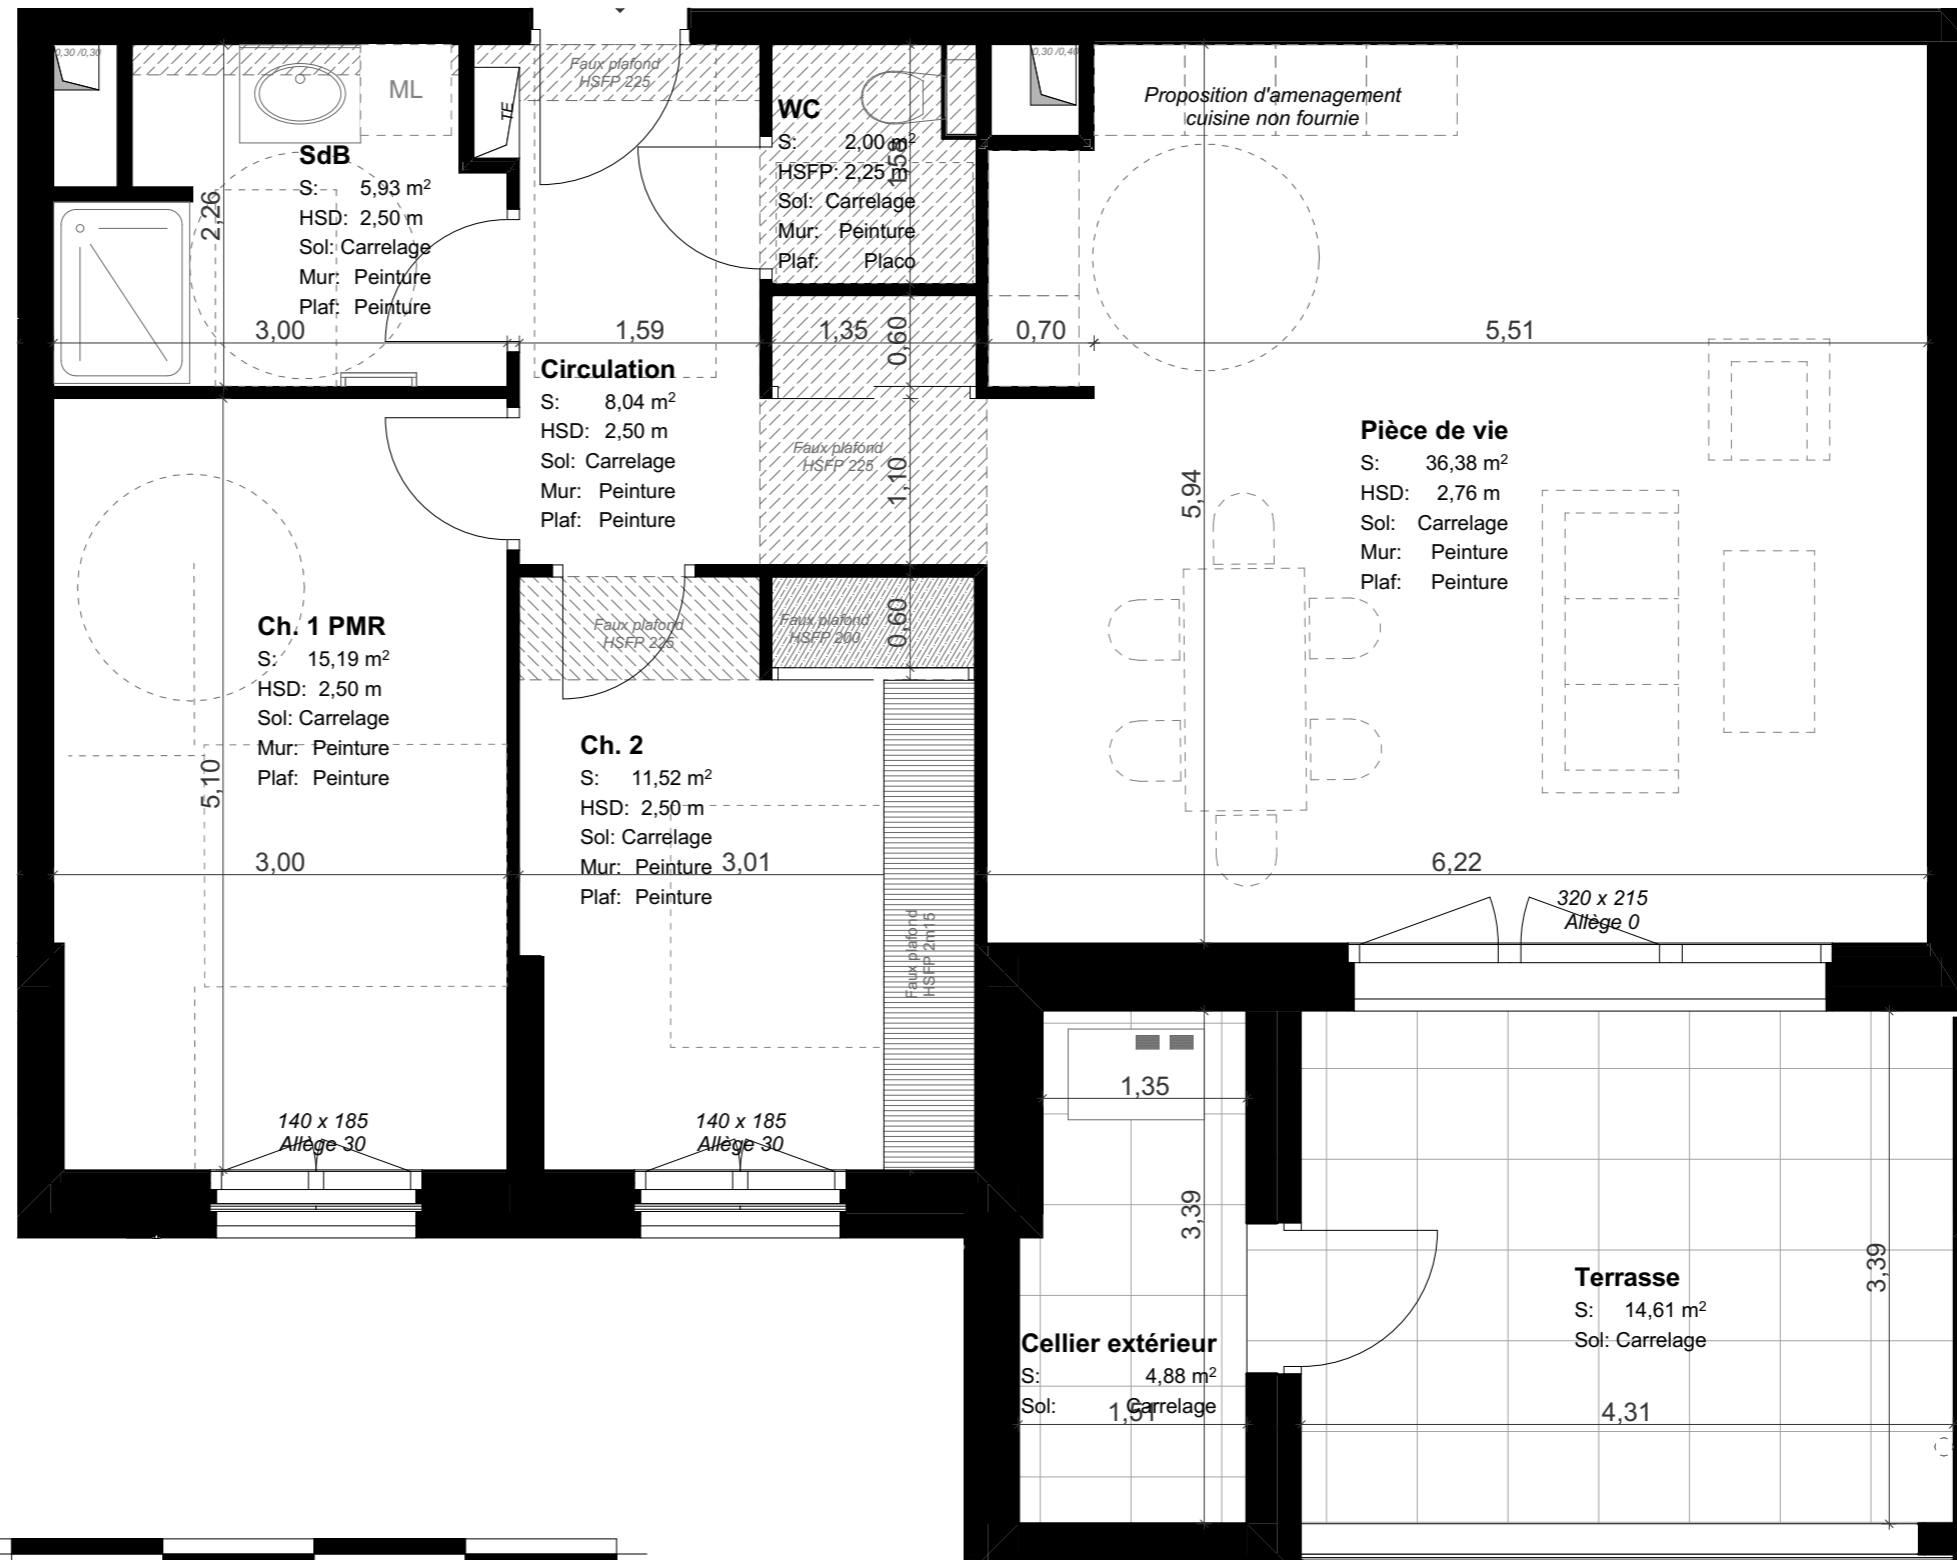 0,30 /0,30
ML
TE
Faux plafond
HSFP 225
SdB
S: 5,93 m²
HSD: 2,50 m
Sol: Carrelage
Mur: Peinture
Plaf: Peinture
2,26
3,00
WC
S: 2,00 m²
HSFP: 2,25 m
Sol: Carrelage
Mur: Peinture
Plaf: Placo
1,58
0,30 /0,40
Proposition d'amenagement
cuisine non fournie
1,59
1,35
0,60
0,70
5,51
Circulation
S: 8,04 m²
HSD: 2,50 m
Sol: Carrelage
Mur: Peinture
Plaf: Peinture
Faux plafond
HSFP 225
1,10
5,94
Pièce de vie
S: 36,38 m²
HSD: 2,76 m
Sol: Carrelage
Mur: Peinture
Plaf: Peinture
Ch. 1 PMR
S: 15,19 m²
HSD: 2,50 m
Sol: Carrelage
Mur: Peinture
Plaf: Peinture
5,10
3,00
Faux plafond
HSFP 225
Faux plafond
HSFP 200
0,60
Ch. 2
S: 11,52 m²
HSD: 2,50 m
Sol: Carrelage
Mur: Peinture
Plaf: Peinture
3,01
6,22
Faux plafond
HSFP 2m15
320 x 215
Allège 0
140 x 185
Allège 30
140 x 185
Allège 30
1,35
3,39
Cellier extérieur
S: 4,88 m²
Sol: Carrelage
1,51
Terrasse
S: 14,61 m²
Sol: Carrelage
3,39
4,31